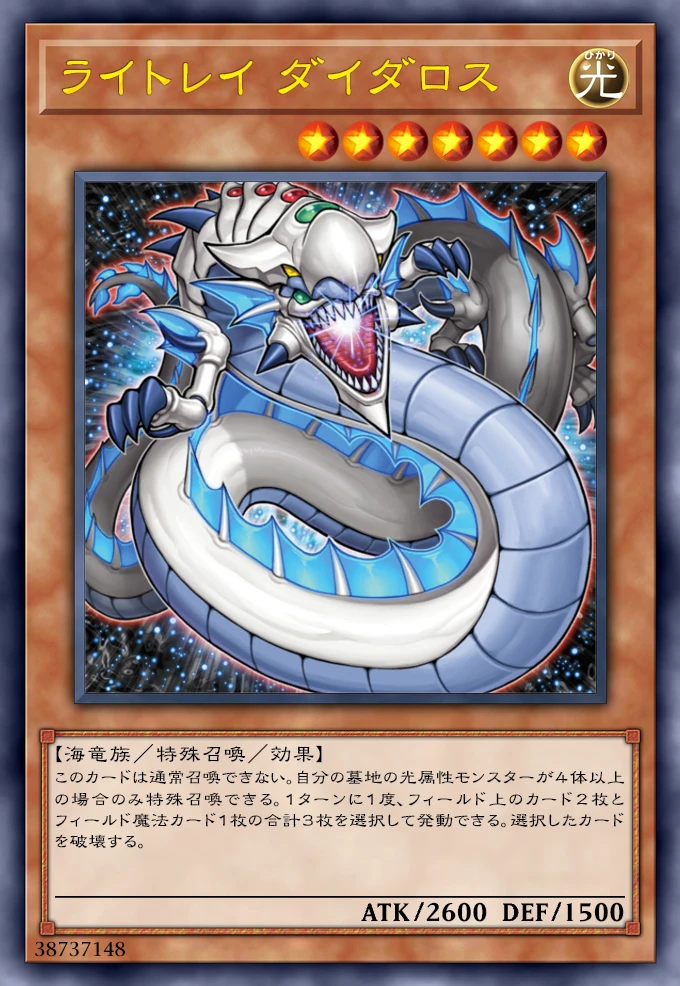 ライトレイ ダイダロス
ひかり
光
【海竜族／特殊召喚／効果】
このカードは通常召喚できない。自分の墓地の光属性モンスターが４体以上
の場合のみ特殊召喚できる。１ターンに１度、フィールド上のカード２枚と
フィールド魔法カード１枚の合計３枚を選択して発動できる。選択したカード
を破壊する。
ATK/2600 DEF/1500
38737148